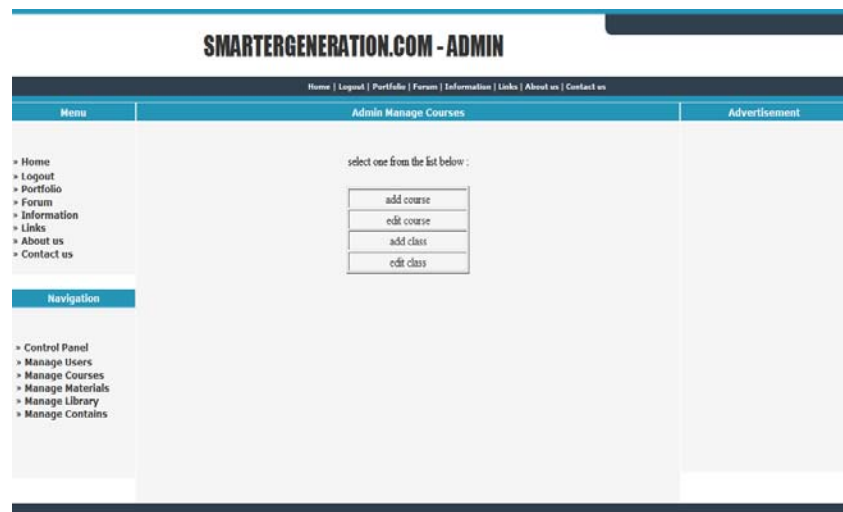 SMARTERGENERATION.COM - ADMIN
Home | Logout | Portfolio | Forum | Information | Links | About us | Contact us
Menu
» Home
» Logout
» Portfolio
» Forum
» Information
» Links
» About us
» Contact us
Navigation
» Control Panel
» Manage Users
» Manage Courses
» Manage Materials
» Manage Library
» Manage Contains
Admin Manage Courses
select one from the list below :
add course
edit course
add class
edit class
Advertisement